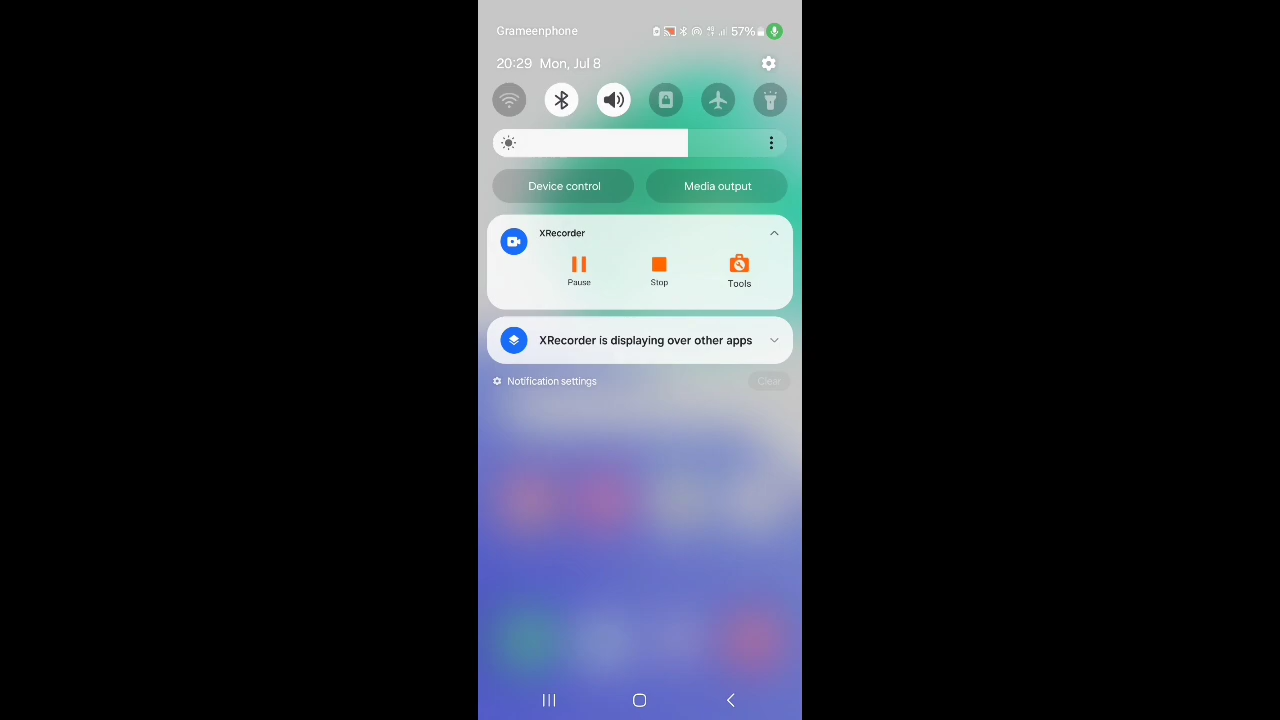 Grameenphone 57%
20:29 Mon, Jul 8
Device control Media output
XRecorder
Pause Stop Tools
XRecorder is displaying over other apps
Notification settings Clear